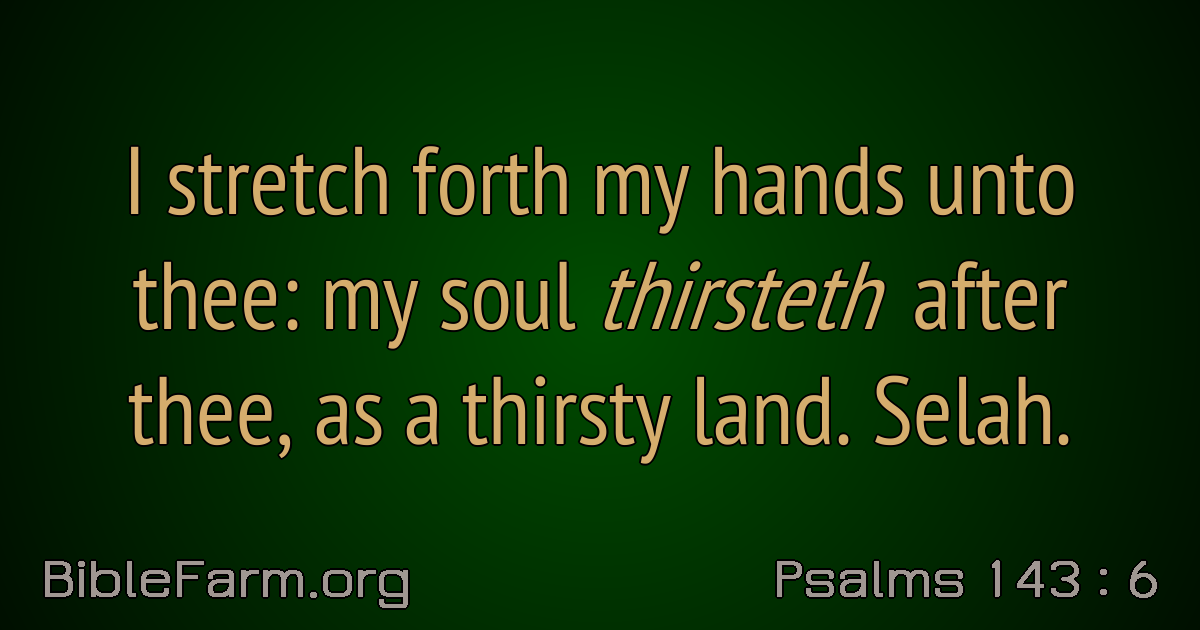 I stretch forth my hands unto
thee: my soul thirsteth after
thee, as a thirsty land. Selah.
BibleFarm.org
Psalms 143 : 6